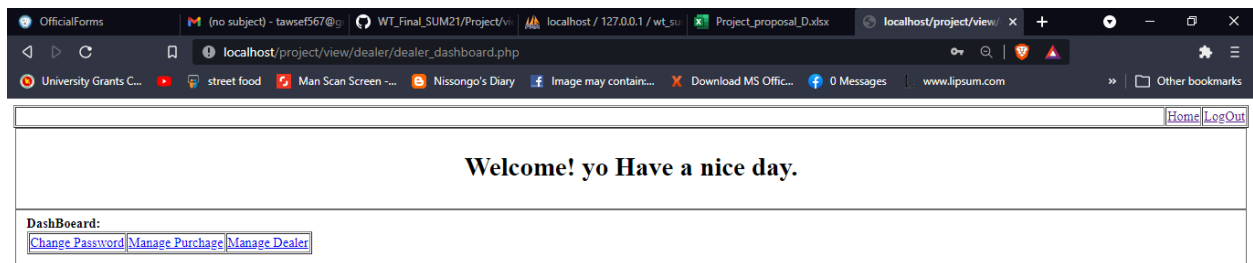 OfficialForms (no subject) - tawsef567@g WT_Final_SUM21/Project/vi localhost / 127.0.0.1 / wt_su Project_proposal_D.xlsx localhost/project/view/
localhost/project/view/dealer/dealer_dashboard.php
University Grants C... street food Man Scan Screen -... Nissongo's Diary Image may contain:... Download MS Offic... 0 Messages www.lipsum.com » Other bookmarks
Home LogOut
Welcome! yo Have a nice day.
DashBoeard:
Change Password Manage Purchage Manage Dealer